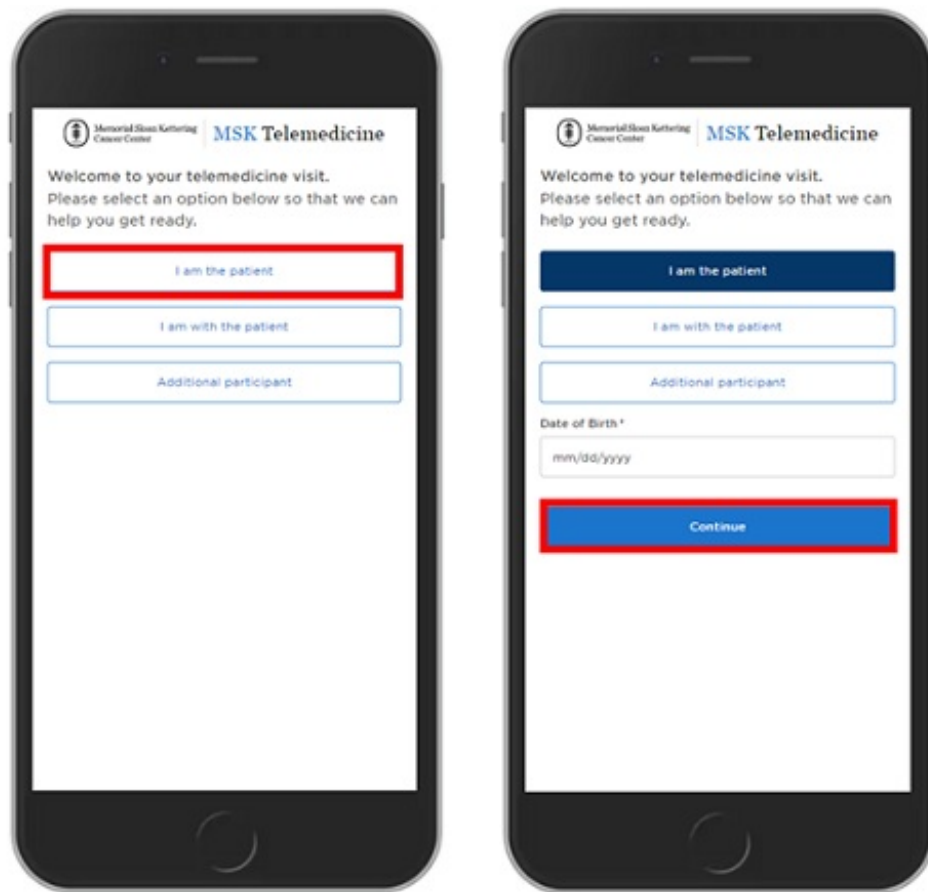 Memorial Sloan Kettering
Cancer Center
MSK Telemedicine
Welcome to your telemedicine visit.
Please select an option below so that we can
help you get ready.
I am the patient
I am with the patient
Additional participant
Memorial Sloan Kettering
Cancer Center
MSK Telemedicine
Welcome to your telemedicine visit.
Please select an option below so that we can
help you get ready.
I am the patient
I am with the patient
Additional participant
Date of Birth*
mm/dd/yyyy
Continue